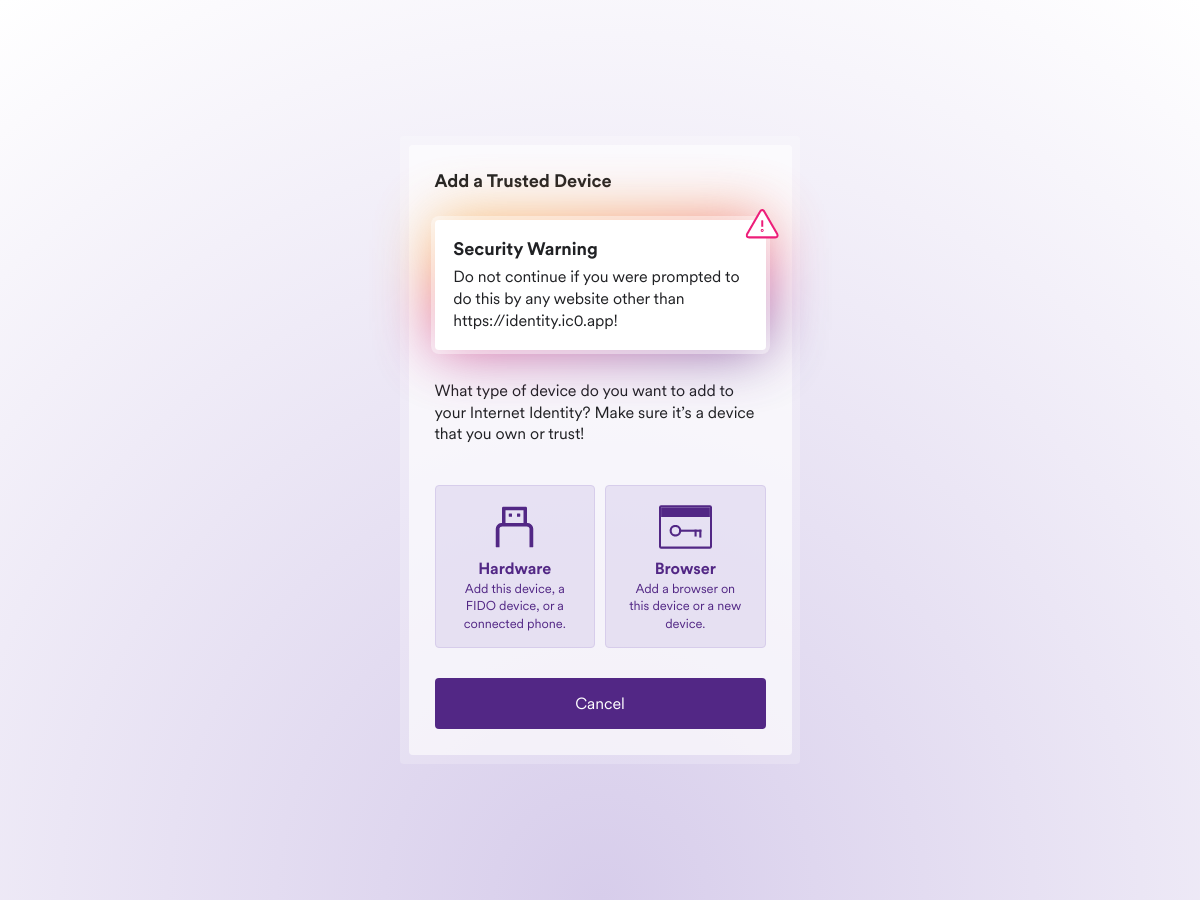 Add a Trusted Device
Security Warning
Do not continue if you were prompted to
do this by any website other than
https://identity.ic0.app!
What type of device do you want to add to
your Internet Identity? Make sure it’s a device
that you own or trust!
Hardware
Add this device, a
FIDO device, or a
connected phone.
Browser
Add a browser on
this device or a new
device.
Cancel